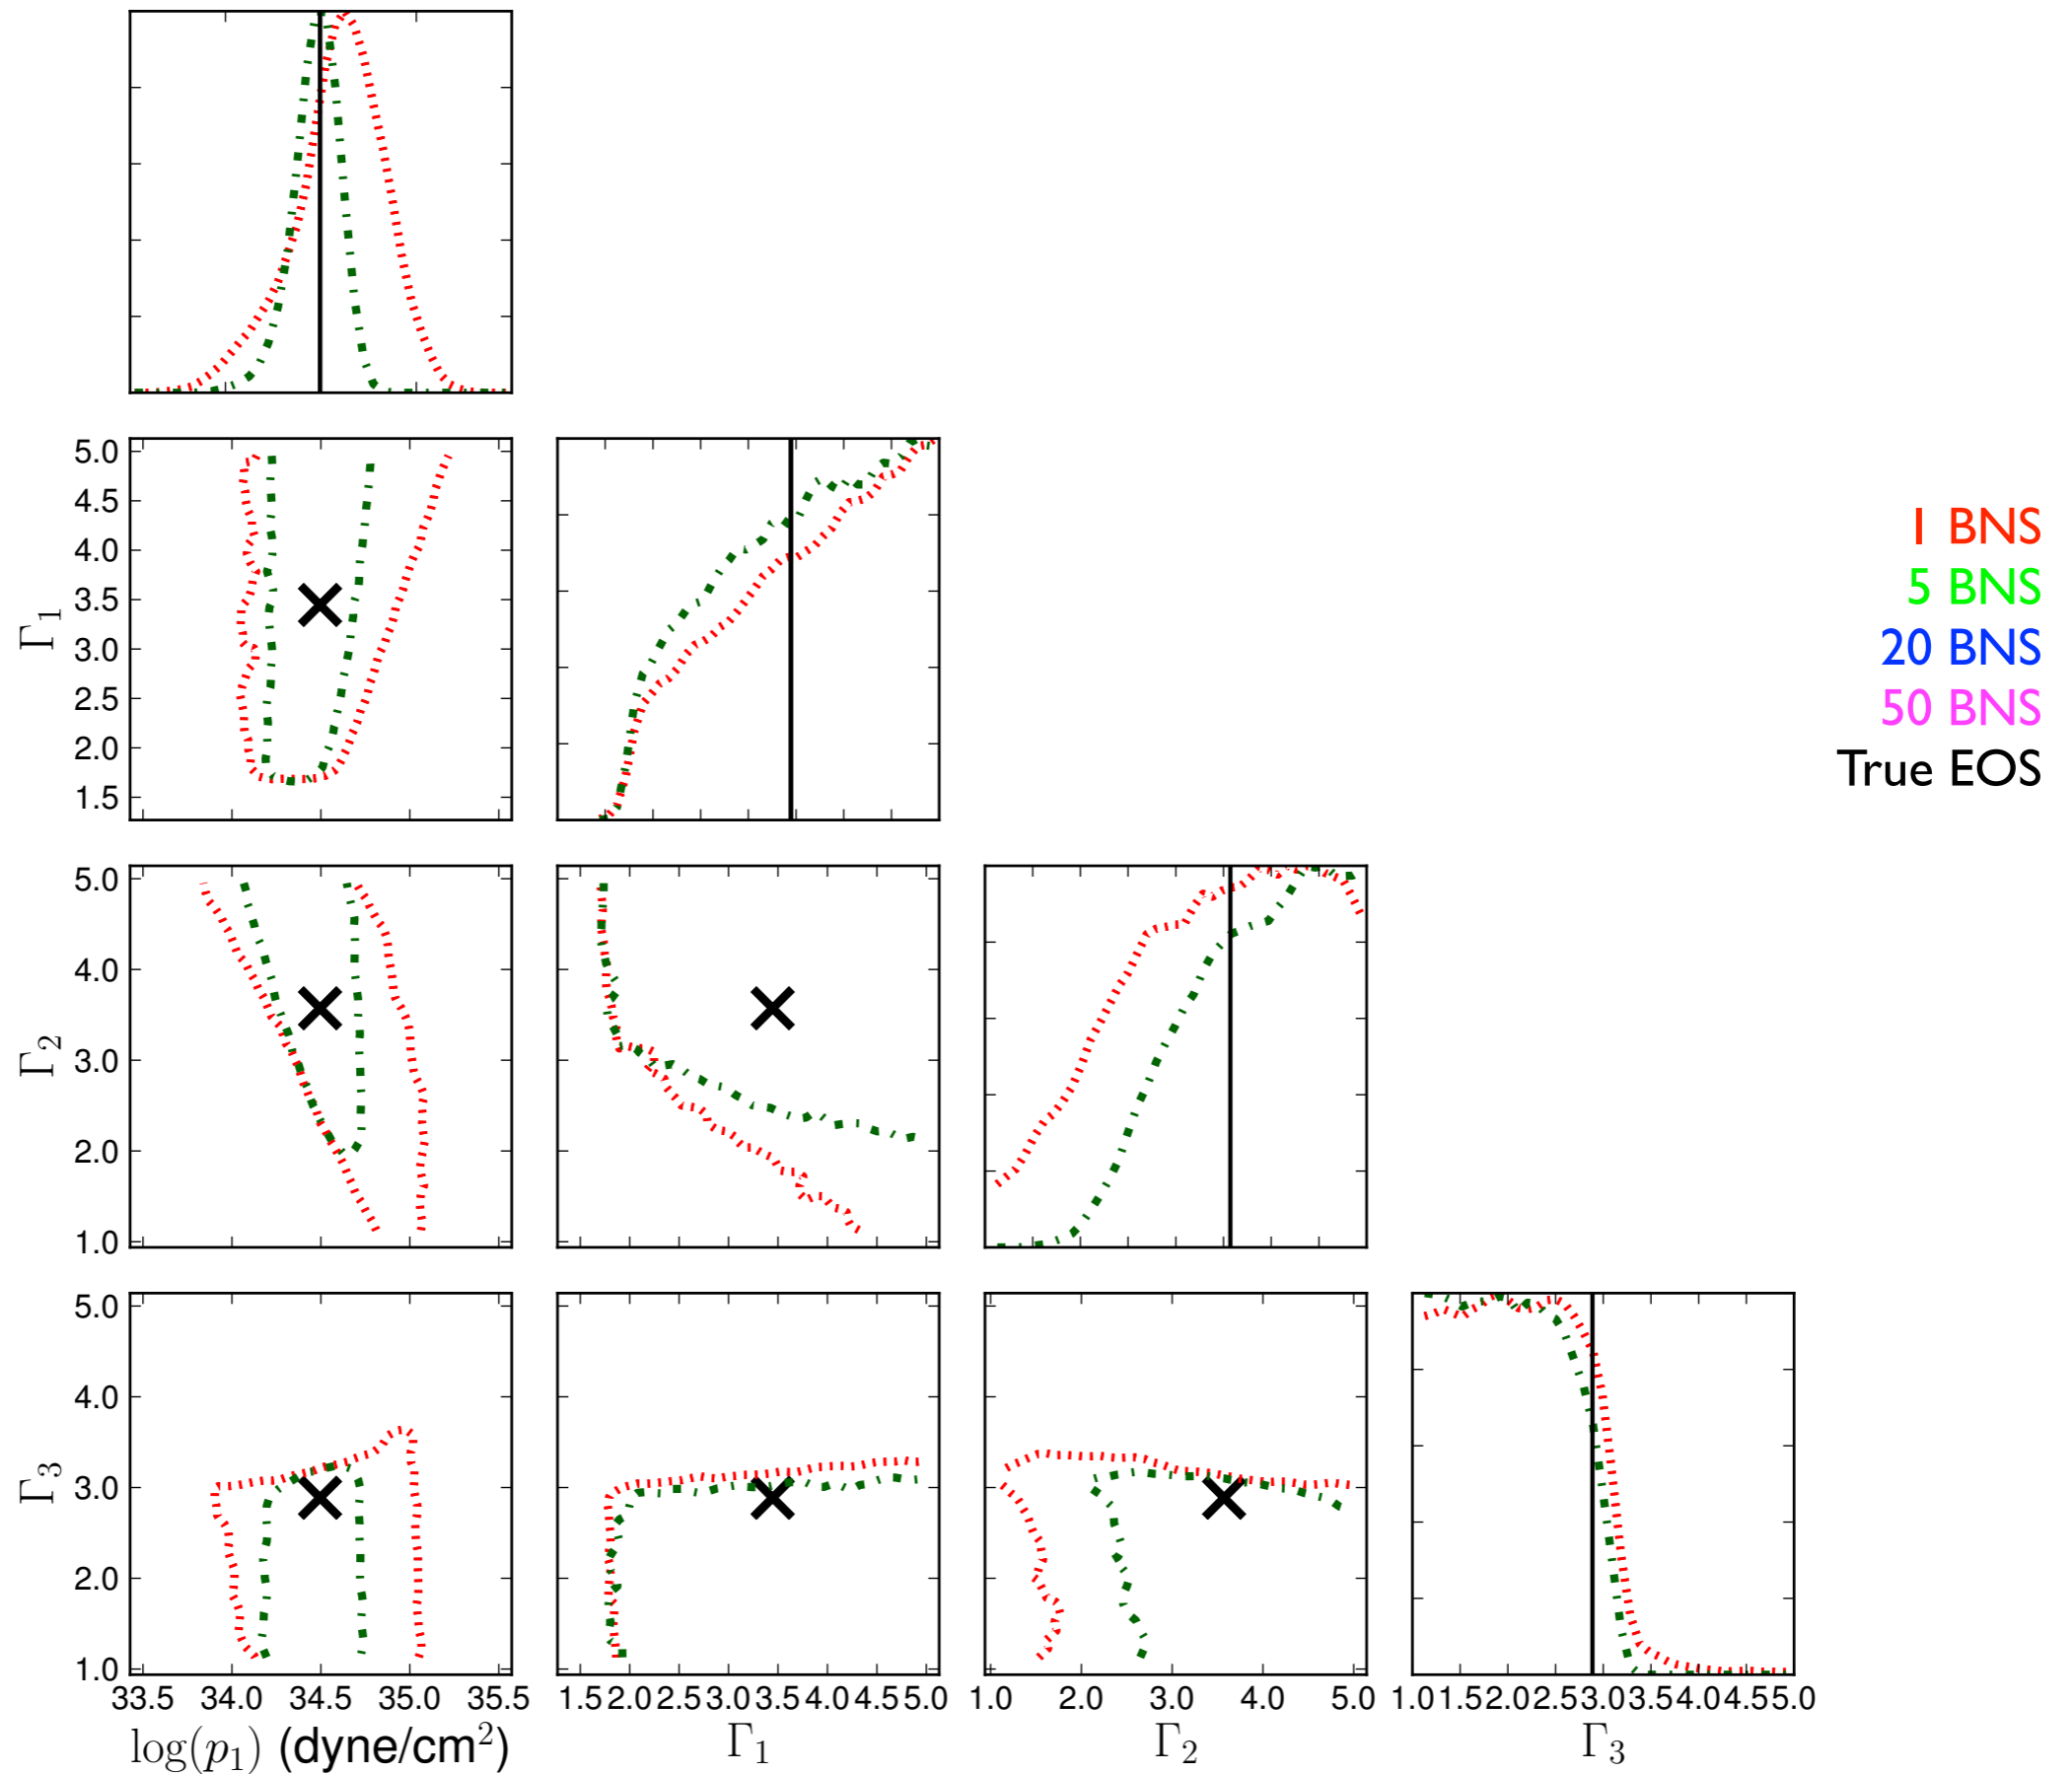 5.0
4.5
4.0
3.5
3.0
2.5
2.0
1.5
Γ1
1 BNS
5 BNS
20 BNS
50 BNS
True EOS
5.0
4.0
3.0
2.0
1.0
Γ2
5.0
4.0
3.0
2.0
1.0
Γ3
33.5 34.0 34.5 35.0 35.5
1.5 2.0 2.5 3.0 3.5 4.5 5.0
1.0 2.0 3.0 4.0 5.0
1.0 1.5 2.0 2.5 3.0 3.5 4.0 4.5 5.0
log(p1) (dyne/cm²)
Γ1
Γ2
Γ3